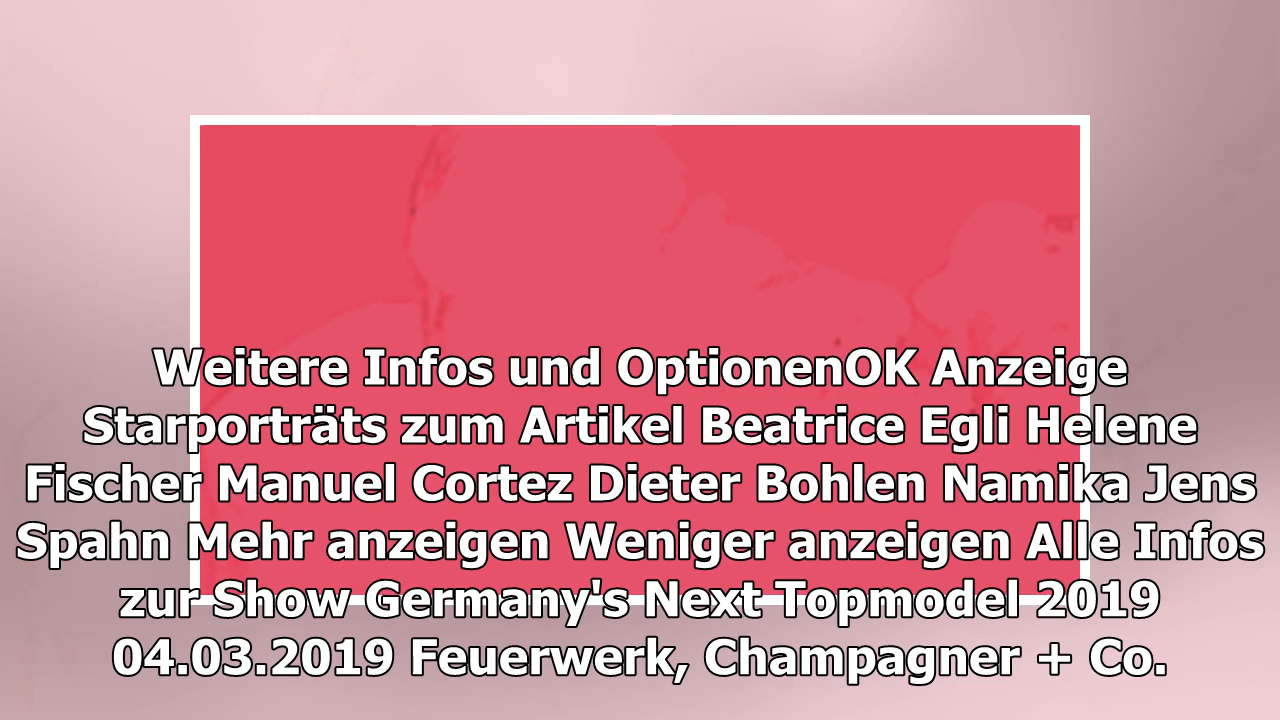 Weitere Infos und OptionenOK Anzeige
Starporträts zum Artikel Beatrice Egli Helene
Fischer Manuel Cortez Dieter Bohlen Namika Jens
Spahn Mehr anzeigen Weniger anzeigen Alle Infos
zur Show Germany's Next Topmodel 2019
04.03.2019 Feuerwerk, Champagner + Co.